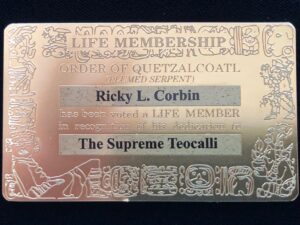 LIFE MEMBERSHIP
ORDER OF QUETZALCOATL
(PLUMED SERPENT)
Ricky L. Corbin
has been voted a LIFE MEMBER
in recognition of his dedication to
The Supreme Teocalli